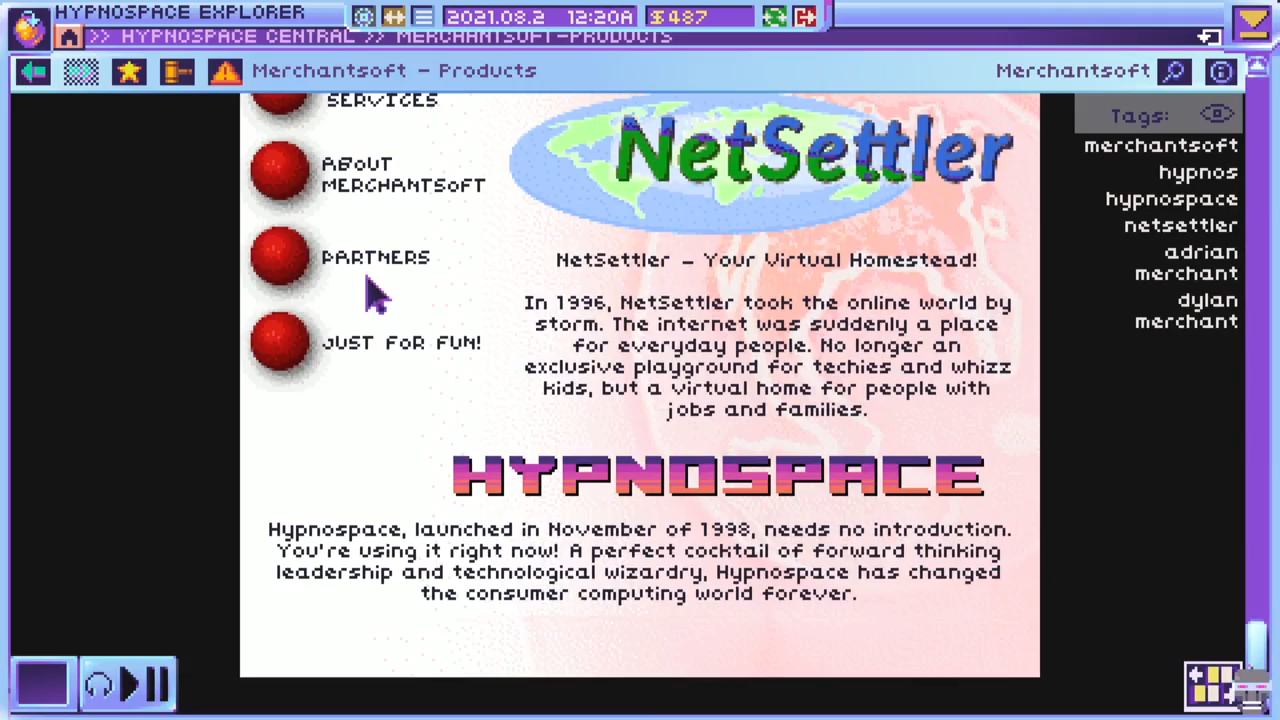 HYPNOSPACE EXPLORER
2021.08.2 12:20A
487
>> HYPNOSPACE CENTRAL >> MERCHANTSOFT-PRODUCTS
Merchantsoft - Products
Merchantsoft
SERVICES
ABOUT
MERCHANTSOFT
PARTNERS
JUST FOR FUN!
NetSettler
NetSettler - Your Virtual Homestead!
In 1996, NetSettler took the online world by
storm. The internet was suddenly a place
for everyday people. No longer an
exclusive playground for techies and whizz
kids, but a virtual home for people with
jobs and families.
HYPNOSPACE
Hypnospace, launched in November of 1998, needs no introduction.
You're using it right now! A perfect cocktail of forward thinking
leadership and technological wizardry, Hypnospace has changed
the consumer computing world forever.
Tags:
merchantsoft
hypnos
hypnospace
netsettler
adrian
merchant
dylan
merchant